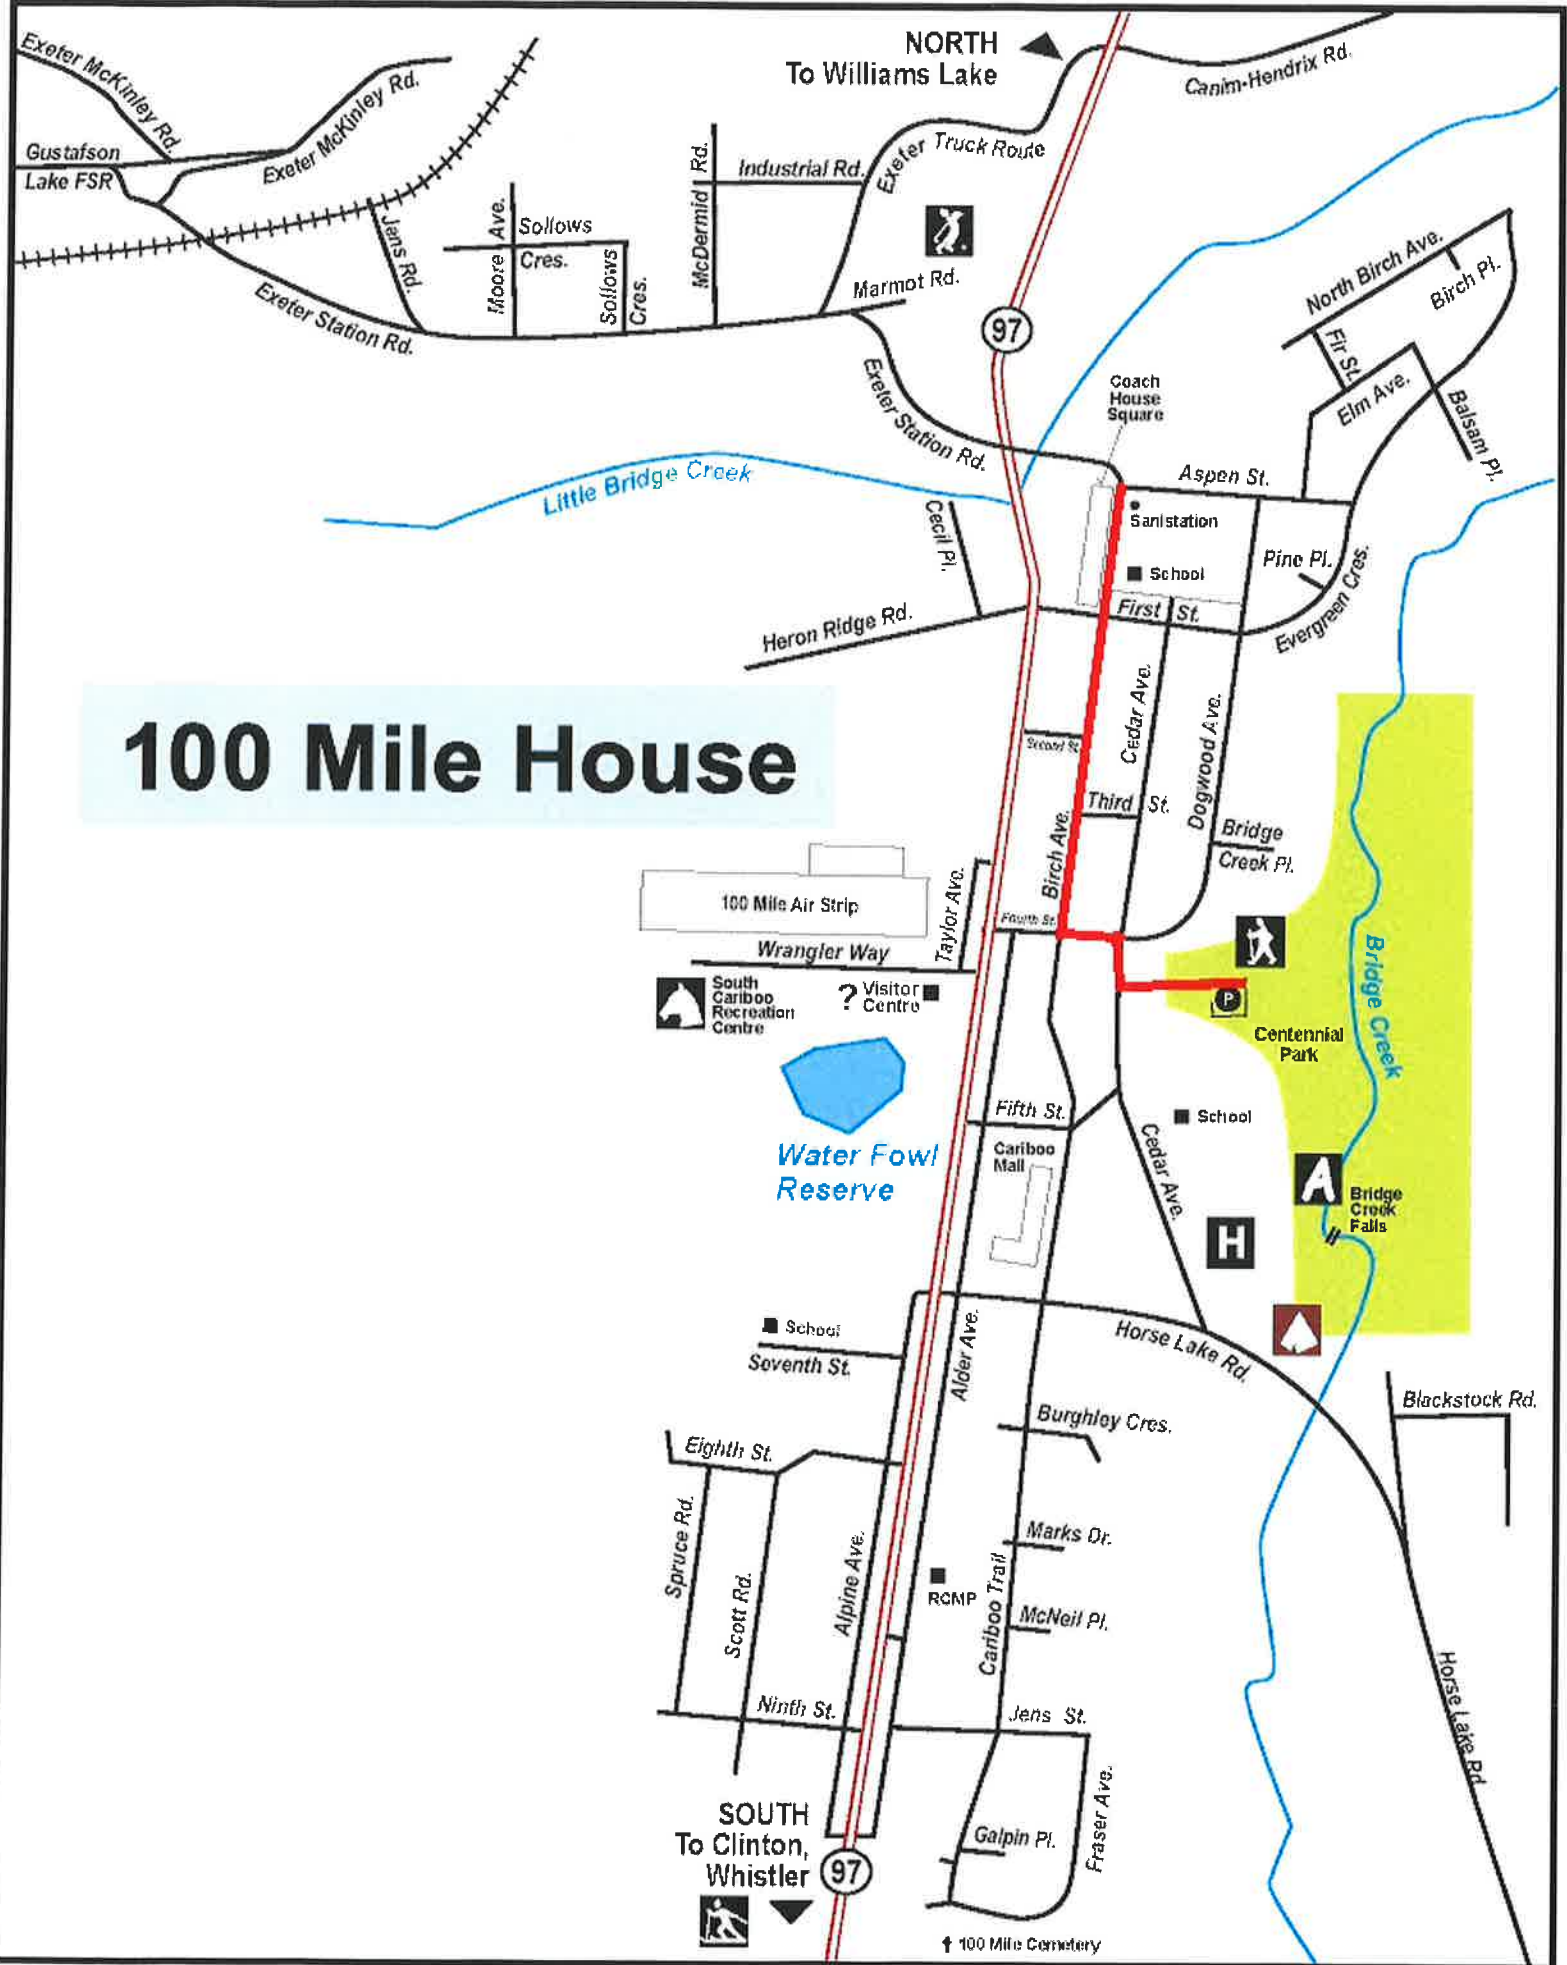 NORTH
To Williams Lake
Canim-Hendrix Rd.
Exeter McKinley Rd.
Exeter McKinley Rd.
Gustafson
Lake FSR
Exeter Truck Route
Industrial Rd.
McDermid Rd.
Jans Rd.
Moore Ave.
Sollows
Cres.
Sollows
Cres.
Marmot Rd.
Exeter Station Rd.
97
North Birch Ave.
Birch Pl.
Fir St.
Elm Ave.
Balsam Pl.
Coach
House
Square
Exeter Station Rd.
Little Bridge Creek
Aspen St.
Cecil Pl.
Sanistation
School
Pine Pl.
Evergreen Cres.
First St.
Heron Ridge Rd.
100 Mile House
Cedar Ave.
Dogwood Ave.
Second St.
Third St.
Birch Ave.
Bridge
Creek Pl.
100 Mile Air Strip
Taylor Ave.
Fourth St.
Wrangler Way
South
Cariboo
Recreation
Centre
? Visitor
Centre
P
Centennial
Park
Bridge Creek
Water Fowl
Reserve
Fifth St.
School
Cariboo
Mall
Cedar Ave.
A
Bridge
Creek
Falls
H
School
Seventh St.
Alder Ave.
Horse Lake Rd.
Blackstock Rd.
Burghley Cres.
Eighth St.
Spruce Rd.
Scott Rd.
Alpine Ave.
Marks Dr.
RCMP
Cariboo Trail
McNeil Pl.
Horse Lake Rd
Ninth St.
Jens St.
SOUTH
To Clinton,
Whistler
97
Galpin Pl.
Fraser Ave.
100 Mile Cemetery